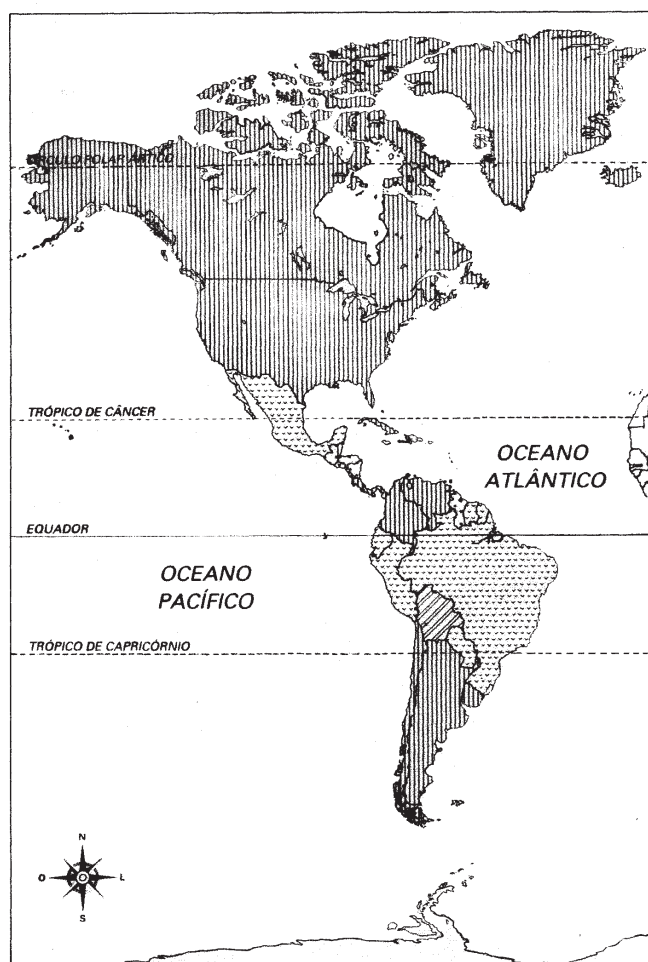 CÍRCULO POLAR ÁRTICO
TRÓPICO DE CÂNCER
OCEANO
ATLÂNTICO
EQUADOR
OCEANO
PACÍFICO
TRÓPICO DE CAPRICÓRNIO
N
O
L
S